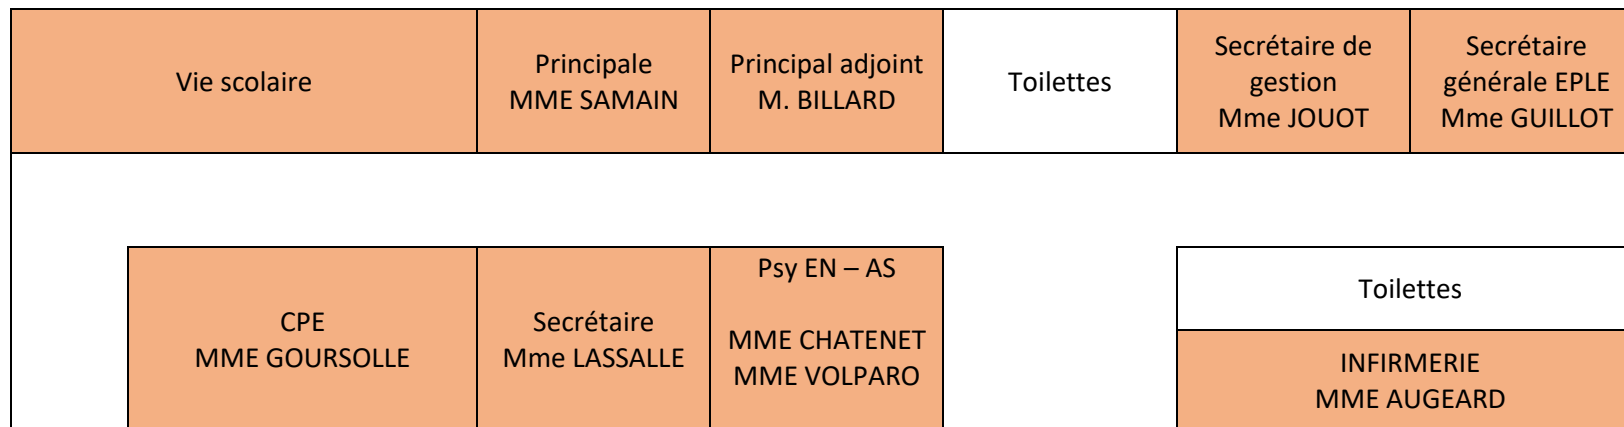 Vie scolaire
Principale
MME SAMAIN
Principal adjoint
M. BILLARD
Toilettes
Secrétaire de
gestion
Mme JOUOT
Secrétaire
générale EPLE
Mme GUILLOT
CPE
MME GOURSOLLE
Secrétaire
Mme LASSALLE
Psy EN – AS
MME CHATENET
MME VOLPARO
Toilettes
INFIRMERIE
MME AUGEARD